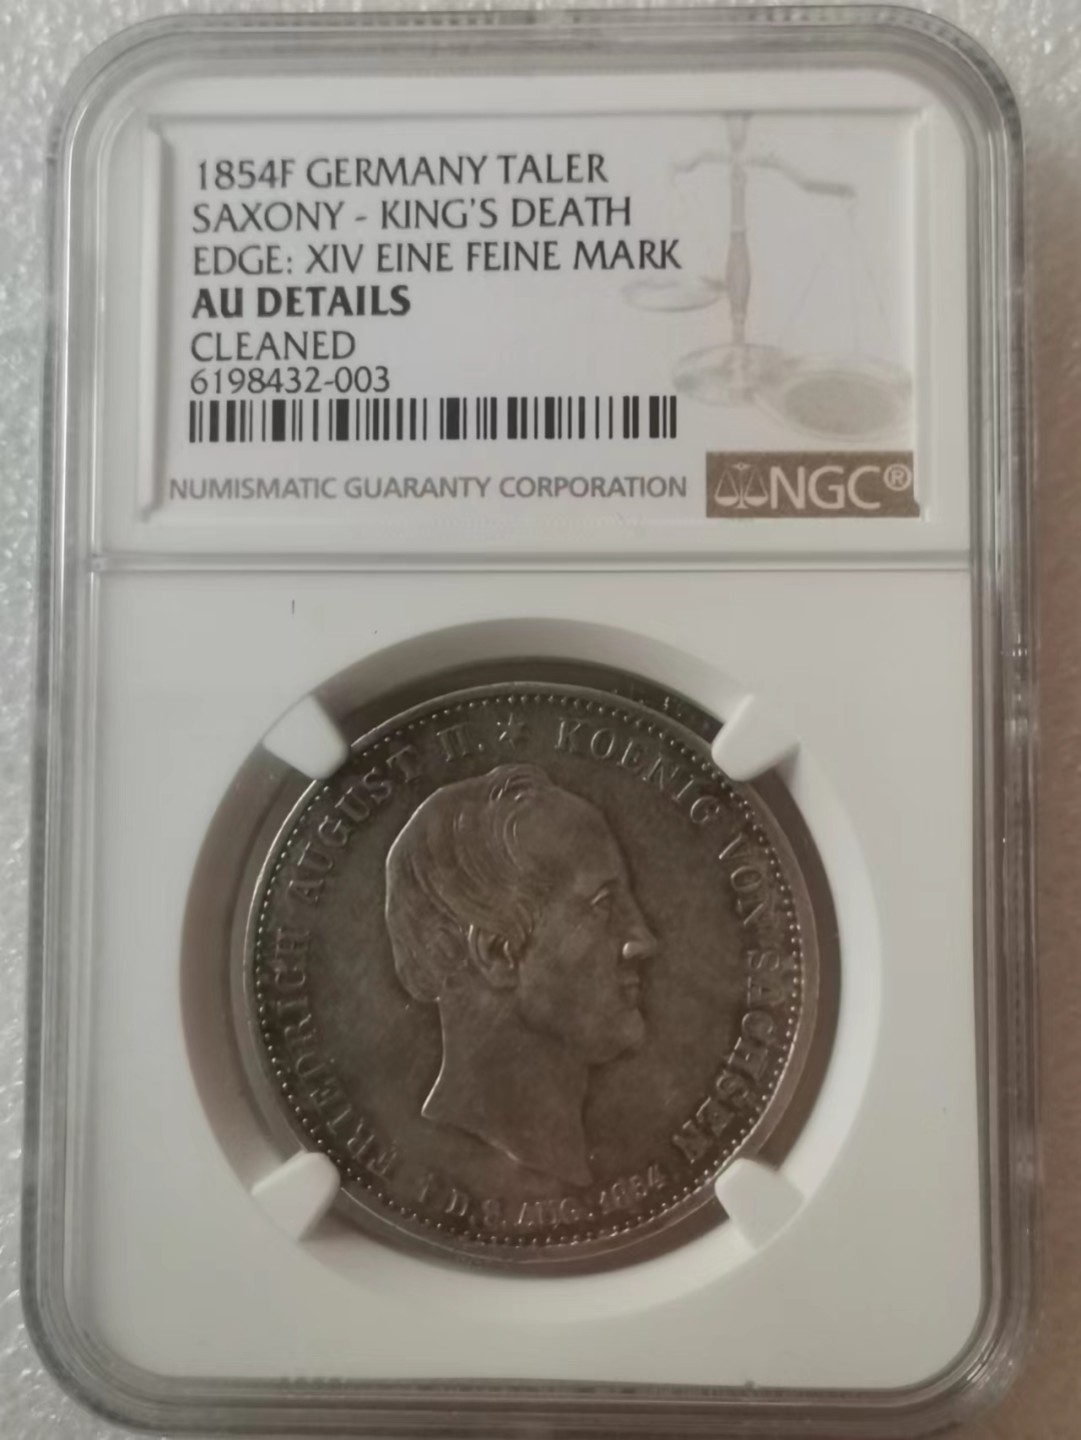 1854F GERMANY TALER
SAXONY - KING'S DEATH
EDGE: XIV EINE FEINE MARK
AU DETAILS
CLEANED
6198432-003
NUMISMATIC GUARANTY CORPORATION
NGC®
FRIEDRICH AUGUST II. * KOENIG VON SACHSEN
† D. 9. AUG. 1854